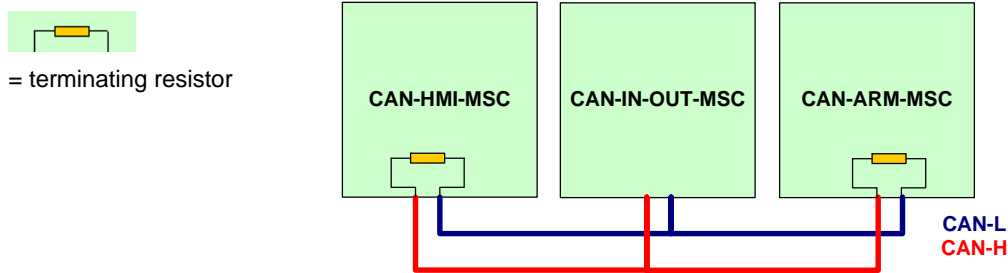 = terminating resistor
CAN-HMI-MSC
CAN-IN-OUT-MSC
CAN-ARM-MSC
CAN-L
CAN-H